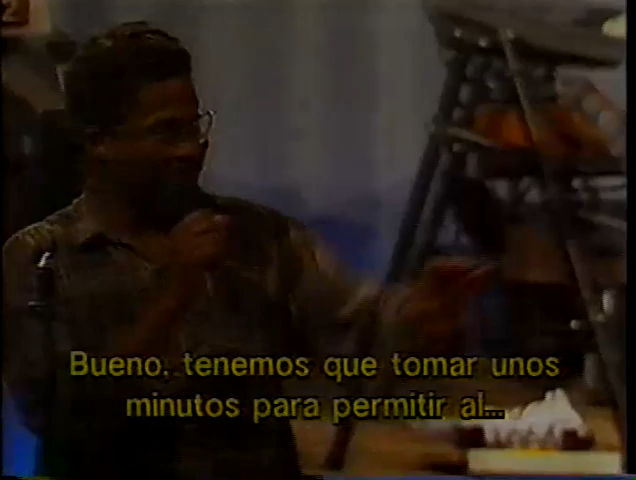 Bueno, tenemos que tomar unos
minutos para permitir al...